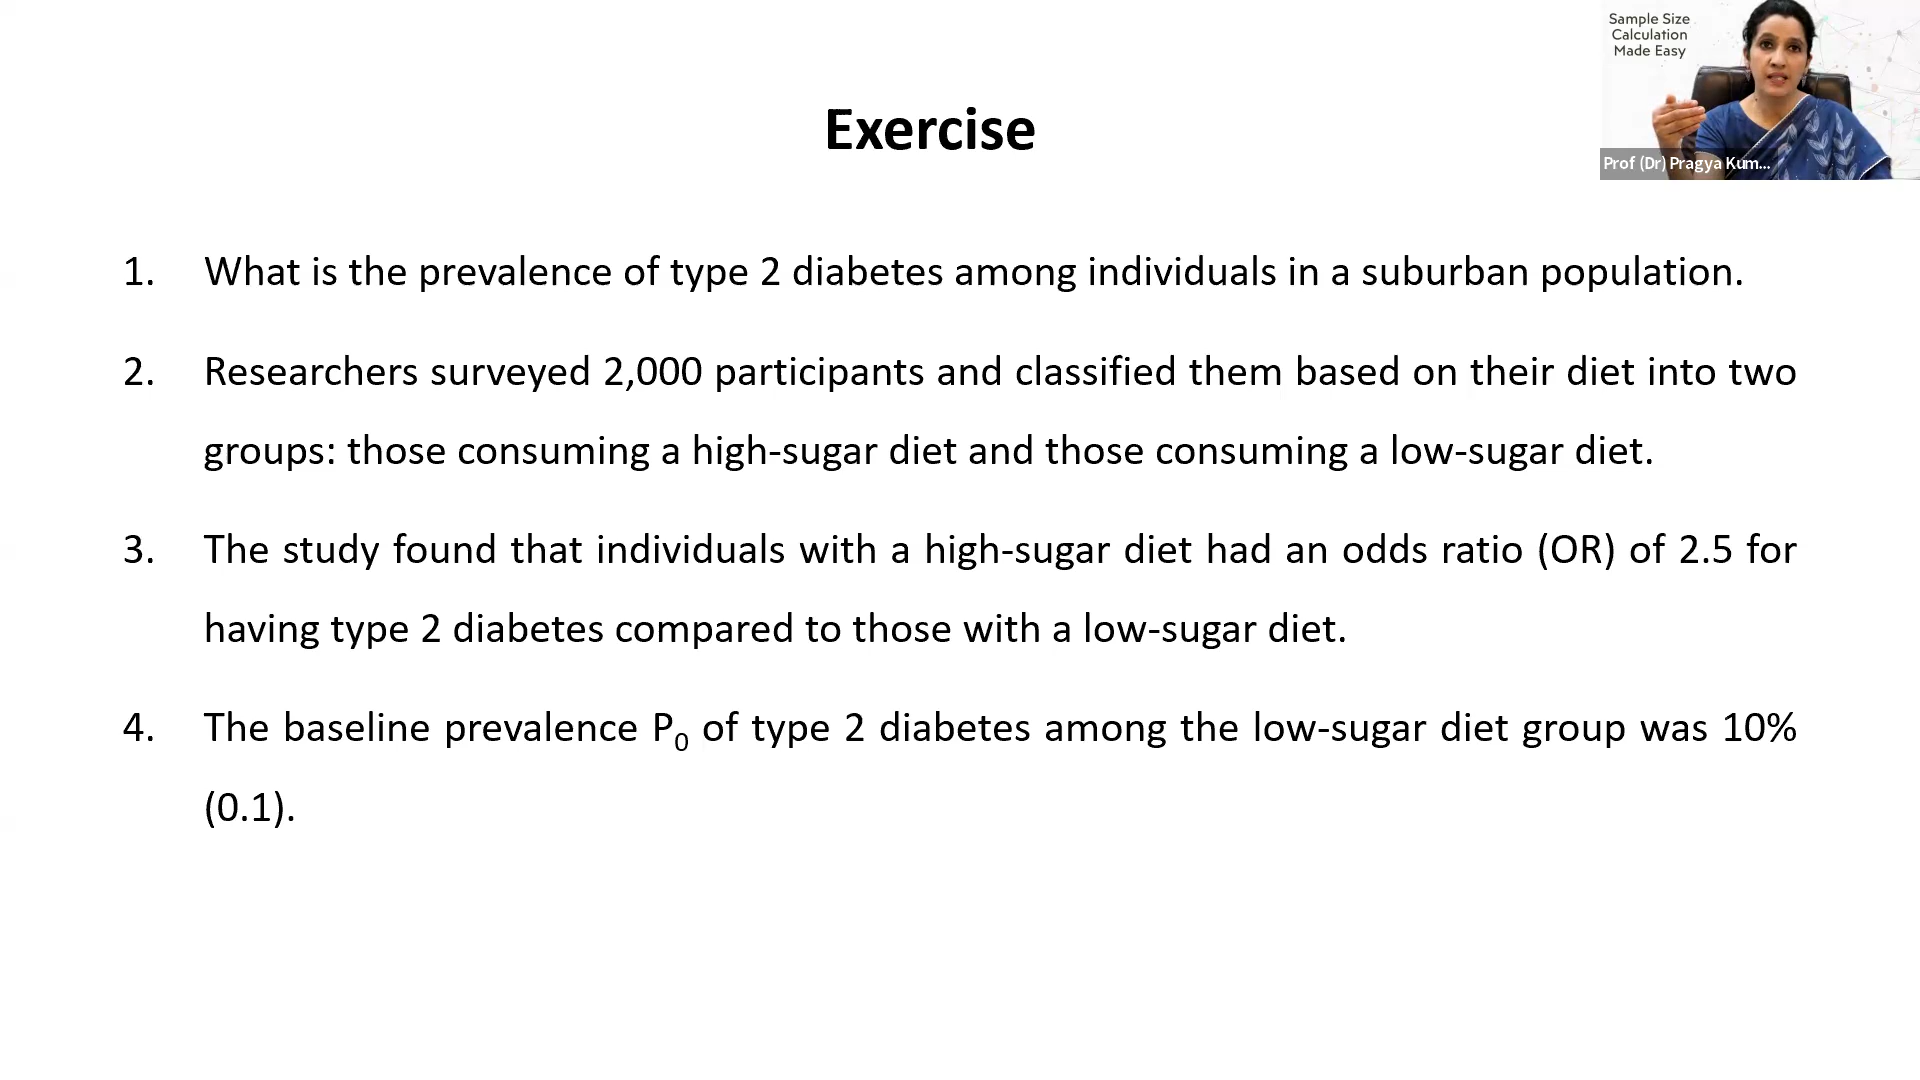 Sample Size
Calculation
Made Easy
Prof (Dr) Pragya Kum...
Exercise
1. What is the prevalence of type 2 diabetes among individuals in a suburban population.
2. Researchers surveyed 2,000 participants and classified them based on their diet into two
groups: those consuming a high-sugar diet and those consuming a low-sugar diet.
3. The study found that individuals with a high-sugar diet had an odds ratio (OR) of 2.5 for
having type 2 diabetes compared to those with a low-sugar diet.
4. The baseline prevalence P₀ of type 2 diabetes among the low-sugar diet group was 10%
(0.1).